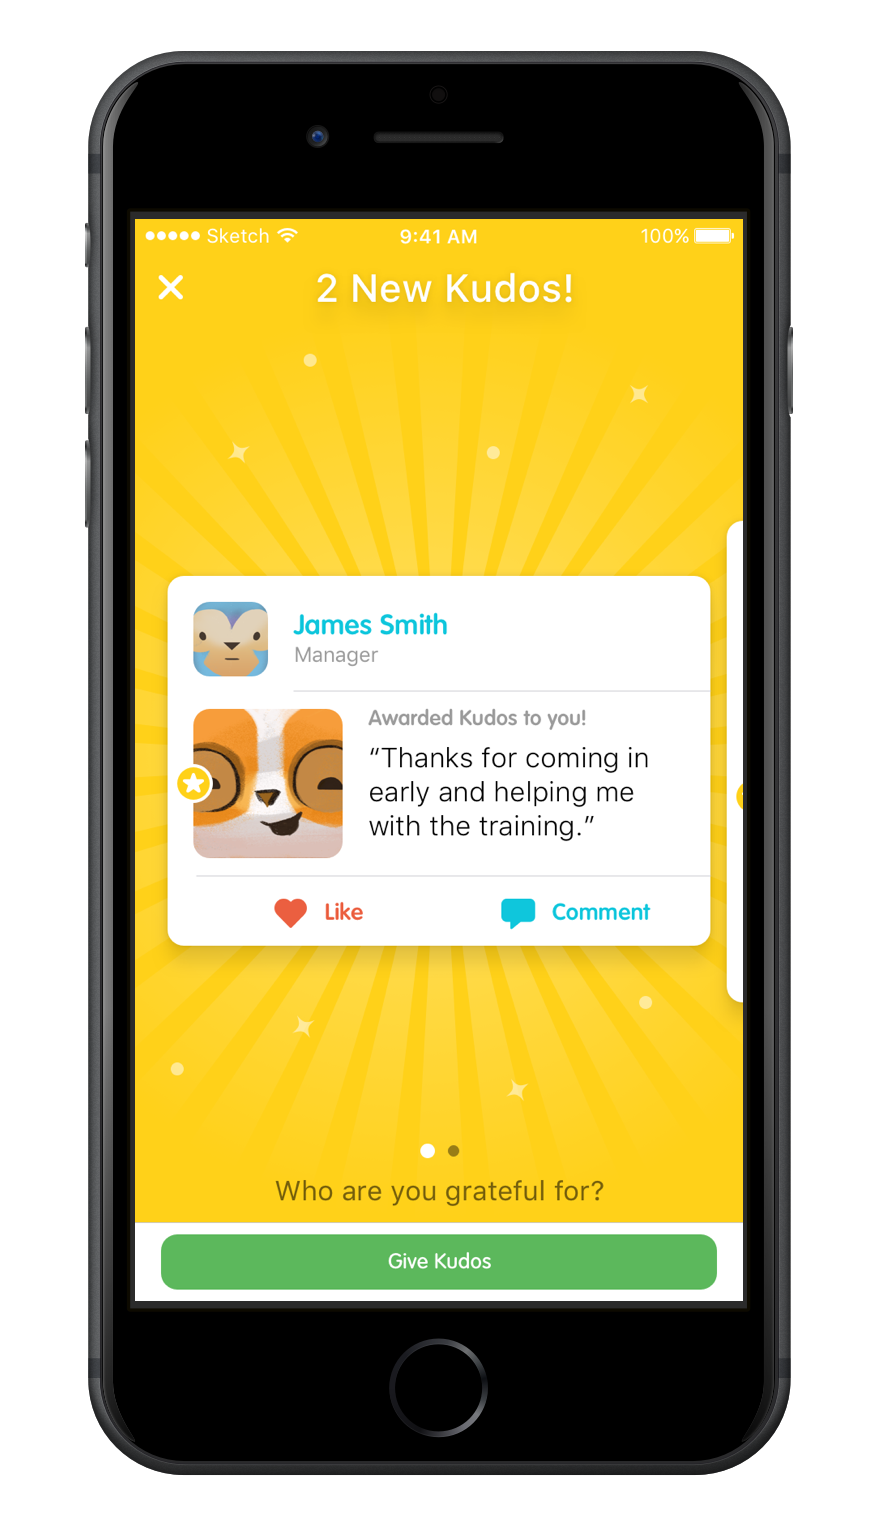 Sketch 9:41 AM 100%
2 New Kudos!
James Smith
Manager
Awarded Kudos to you!
“Thanks for coming in
early and helping me
with the training.”
Like Comment
Who are you grateful for?
Give Kudos